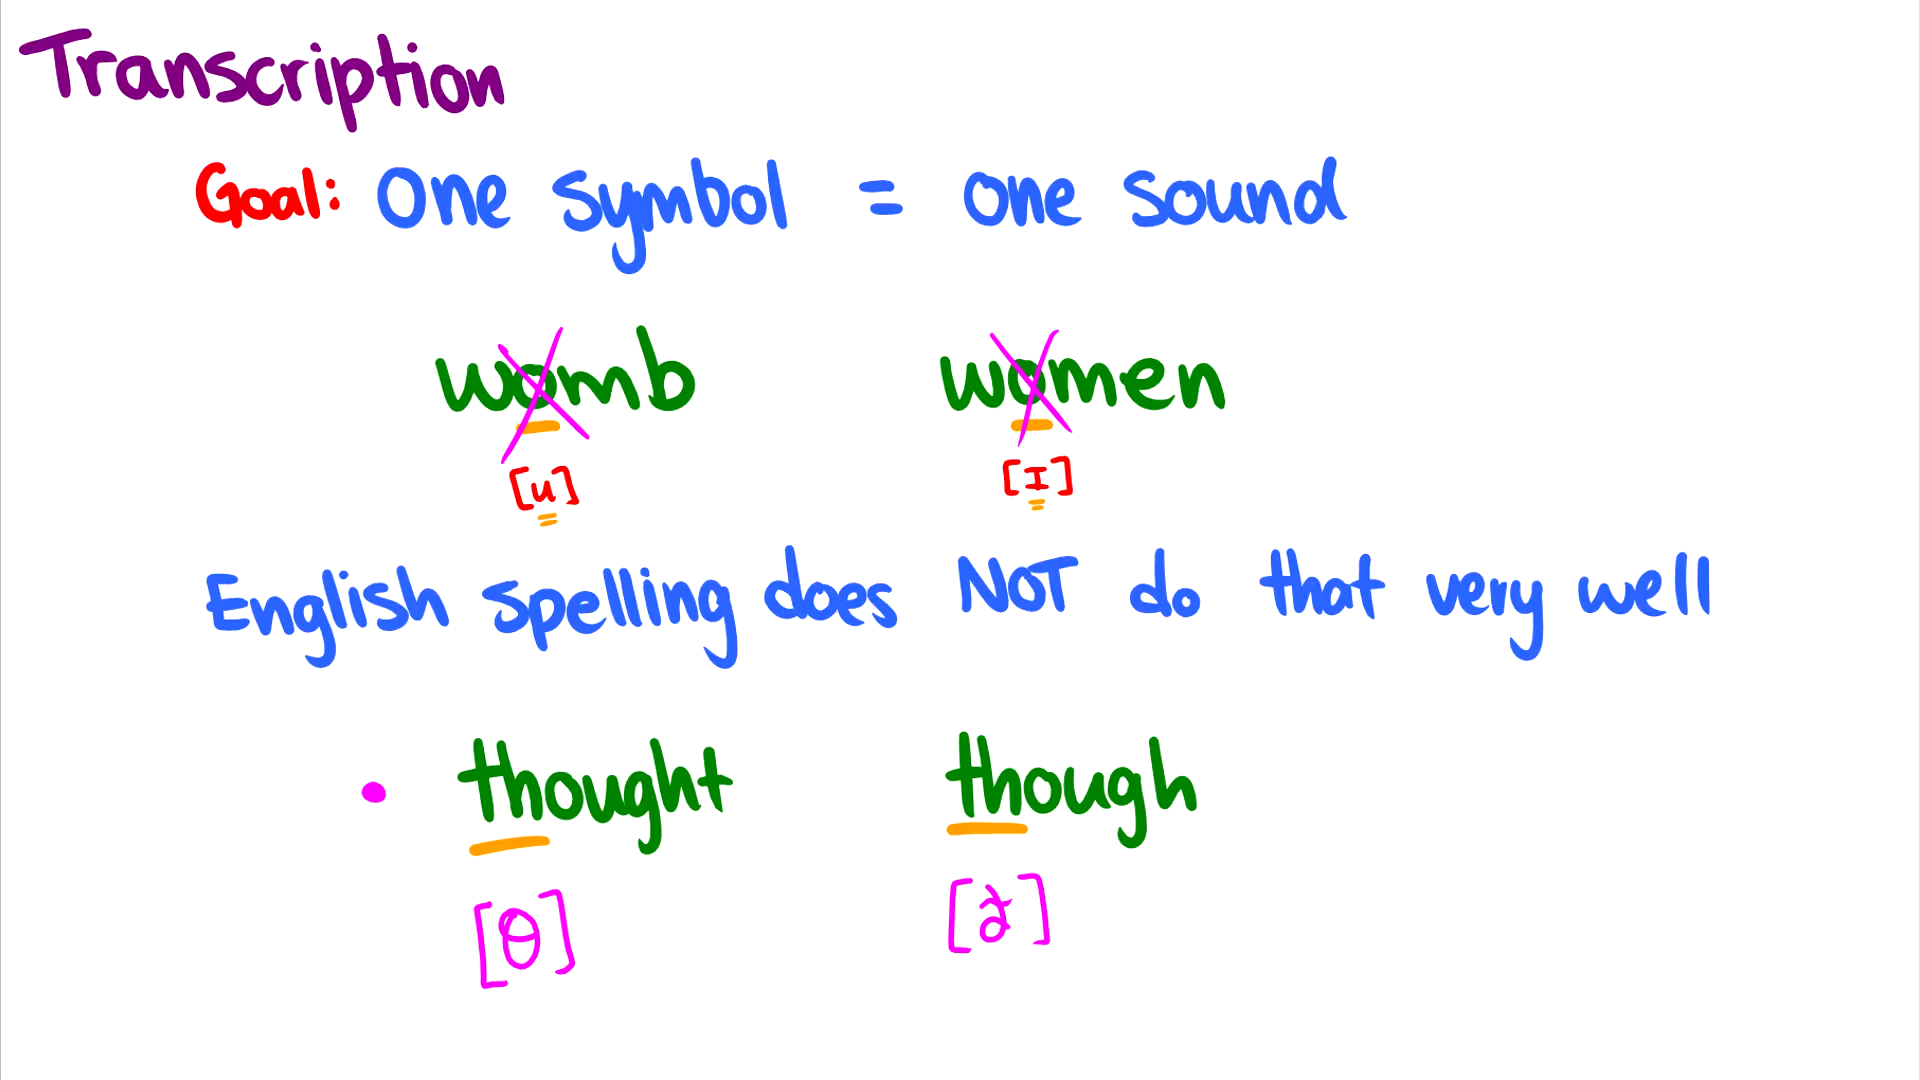 Transcription
Goal: One symbol = one sound
womb women
[u] [I]
English spelling does NOT do that very well
• thought though
[θ] [ð]